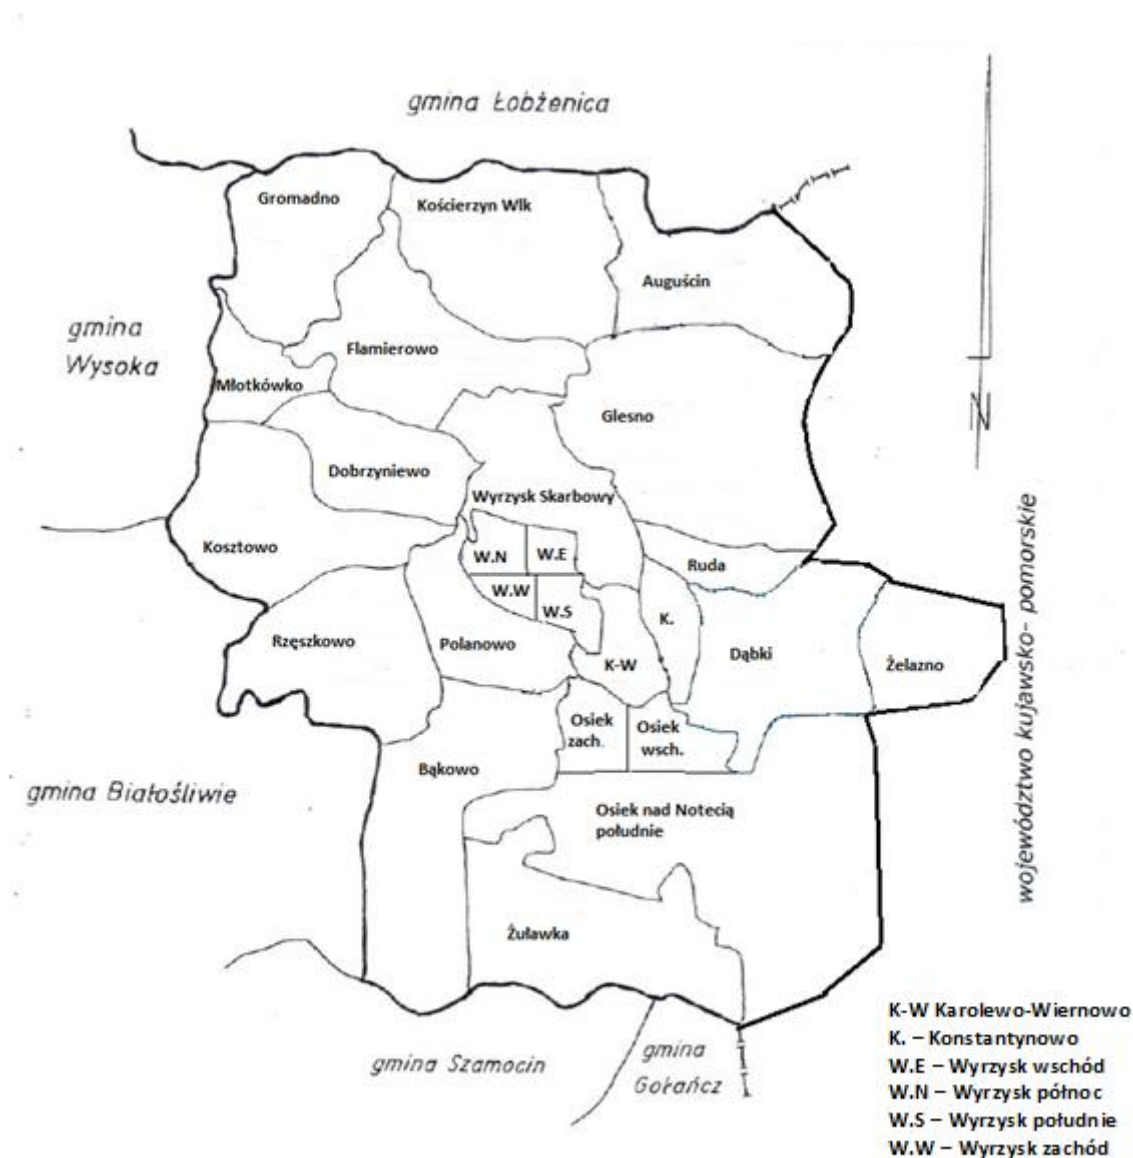 gmina Łobżenica
Gromadno
Kościerzyn Wlk
Auguścin
gmina
Wysoka
Flamierowo
Młotkówko
Glesno
N
Dobrzyniewo
Wyrzysk Skarbowy
Kosztowo
W.N
W.E
Ruda
W.W
W.S
K.
Rzęszkowo
Polanowo
K-W
Dąbki
Żelazno
województwo kujawsko- pomorskie
Osiek
zach.
Osiek
wsch.
Bąkowo
gmina Białośliwie
Osiek nad Notecią
południe
Żuławka
gmina Szamocin
gmina
Gołańcz
K-W Karolewo-Wiernowo
K. – Konstantynowo
W.E – Wyrzysk wschód
W.N – Wyrzysk północ
W.S – Wyrzysk południe
W.W – Wyrzysk zachód